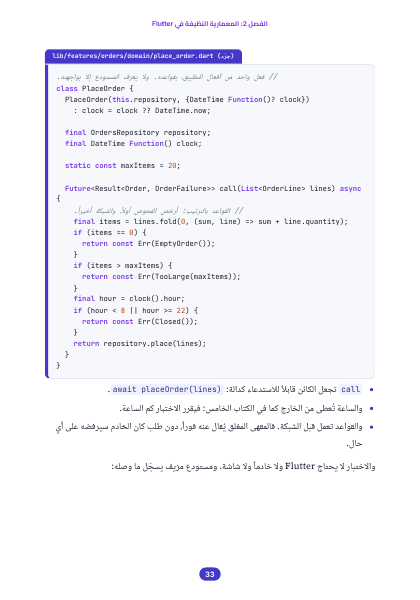 الفصل 2: المعمارية النظيفة في Flutter
lib/features/orders/domain/place_order.dart (جزء)
// فعل واحد من أفعال التطبيق، بقواعده. ولا يعرف المستودع إلا بواجهته.
class PlaceOrder {
PlaceOrder(this.repository, {DateTime Function()? clock})
: clock = clock ?? DateTime.now;
final OrdersRepository repository;
final DateTime Function() clock;
static const maxItems = 20;
Future<Result<Order, OrderFailure>> call(List<OrderLine> lines) async
{
// القواعد بالترتيب: أرخص الفحوص أولاً، والشبكة أخيراً.
final items = lines.fold(0, (sum, line) => sum + line.quantity);
if (items == 0) {
return const Err(EmptyOrder());
}
if (items > maxItems) {
return const Err(TooLarge(maxItems));
}
final hour = clock().hour;
if (hour < 8 || hour >= 22) {
return const Err(Closed());
}
return repository.place(lines);
}
}
• call تجعل الكائن قابلاً للاستدعاء كدالة: await placeOrder(lines).
• والساعة تُعطى من الخارج كما في الكتاب الخامس: فيقرر الاختبار كم الساعة.
• والقواعد تعمل قبل الشبكة. فالمقهى المغلق يُقال عنه فوراً، دون طلب كان الخادم سيرفضه على أي
حال.
والاختبار لا يحتاج Flutter ولا خادماً ولا شاشة. ومستودع مزيف يسجّل ما وصله:
33